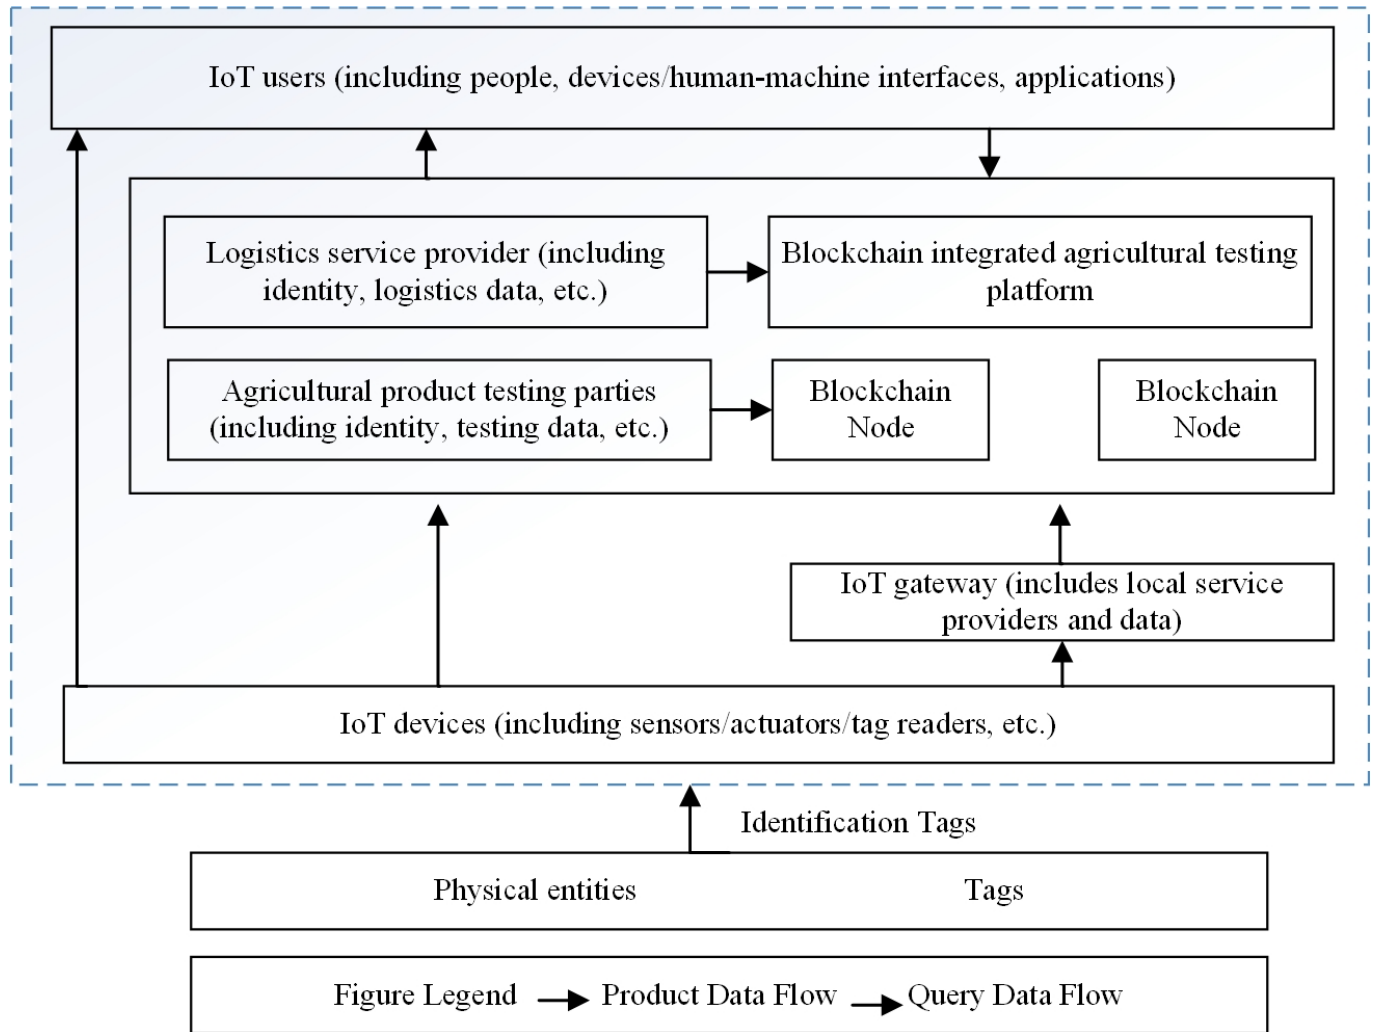 IoT users (including people, devices/human-machine interfaces, applications)
Logistics service provider (including
identity, logistics data, etc.)
Blockchain integrated agricultural testing
platform
Agricultural product testing parties
(including identity, testing data, etc.)
Blockchain
Node
Blockchain
Node
IoT gateway (includes local service
providers and data)
IoT devices (including sensors/actuators/tag readers, etc.)
Identification Tags
Physical entities
Tags
Figure Legend
Product Data Flow
Query Data Flow